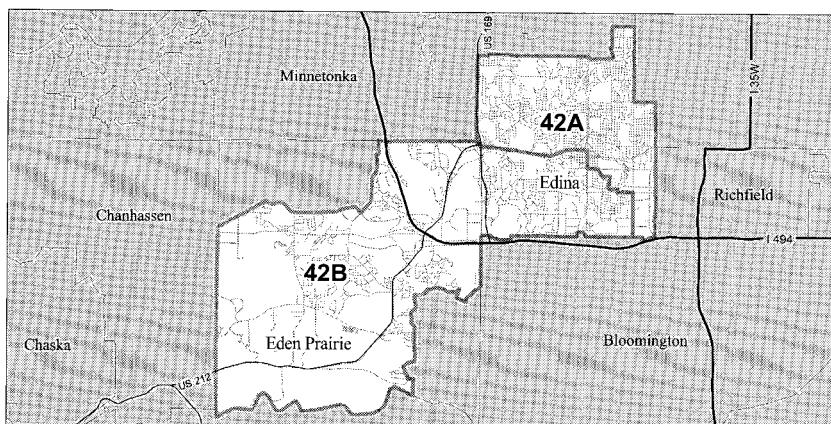 US 169
I 35W
Minnetonka
42A
Edina
Richfield
Chanhassen
I 494
42B
Bloomington
Eden Prairie
Chaska
US 212